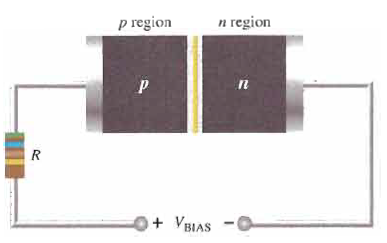 p region n region
p n
R
+ V_BIAS −